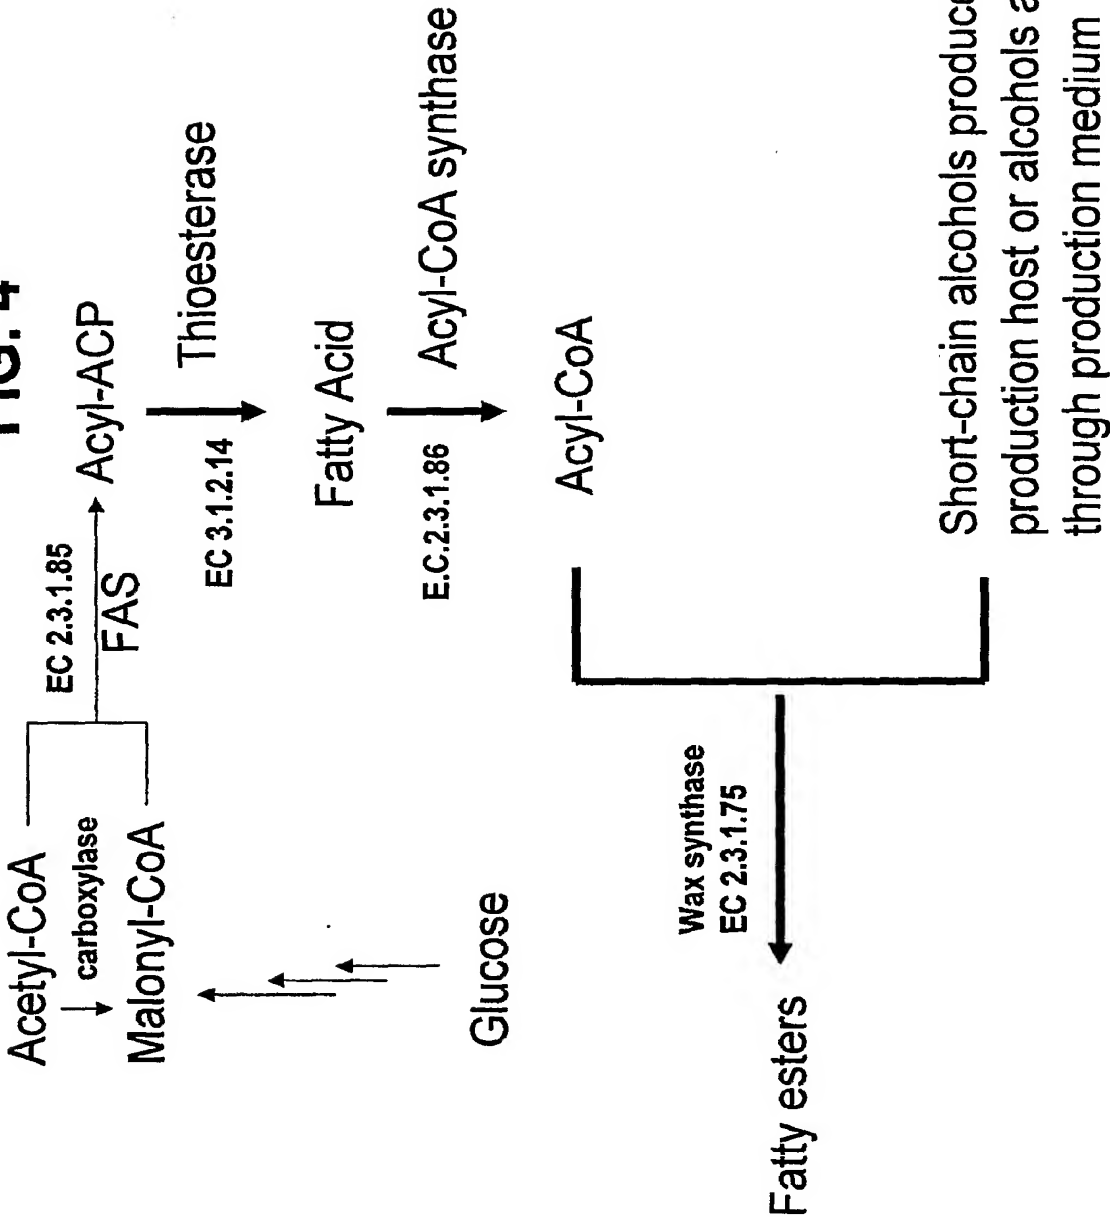 FIG. 4
Acetyl-CoA
carboxylase
Malonyl-CoA
Glucose
EC 2.3.1.85
FAS
Acyl-ACP
EC 3.1.2.14
Thioesterase
Fatty Acid
E.C.2.3.1.86
Acyl-CoA synthase
Acyl-CoA
Wax synthase
EC 2.3.1.75
Fatty esters
Short-chain alcohols produce
production host or alcohols
through production medium